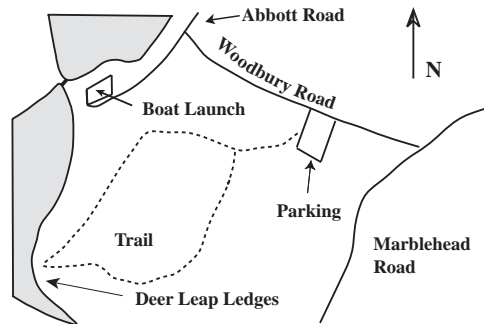 Abbott Road
Woodbury Road
N
Boat Launch
Parking
Trail
Marblehead
Road
Deer Leap Ledges